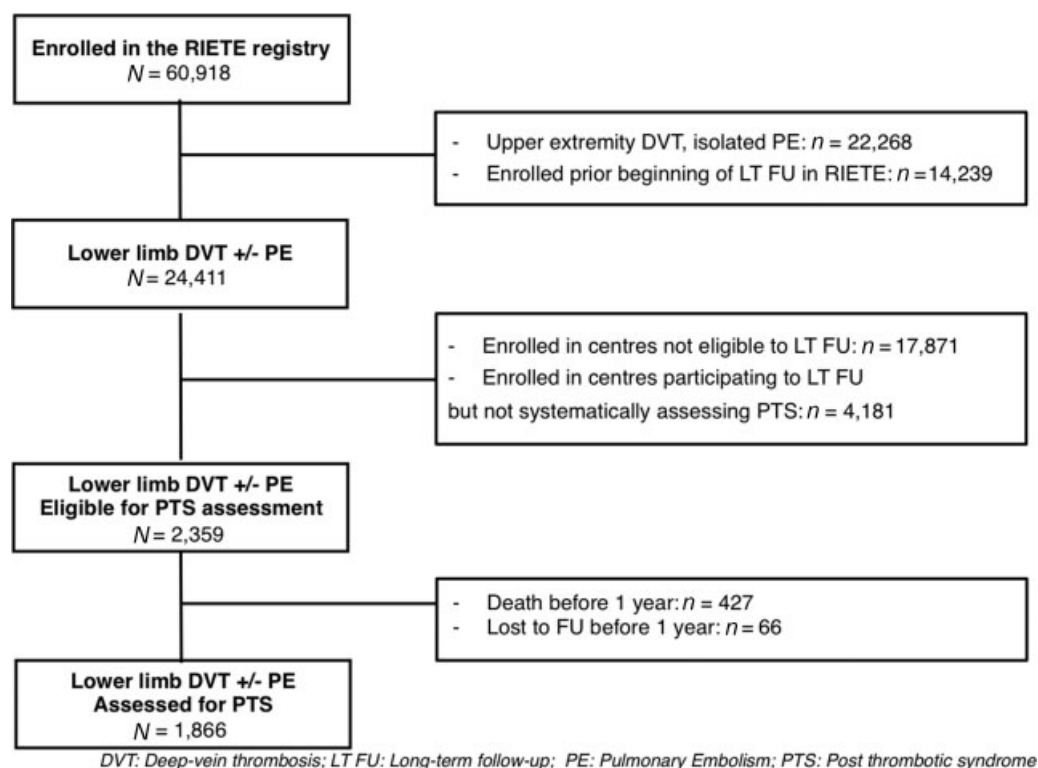 Enrolled in the RIETE registry
N = 60,918
- Upper extremity DVT, isolated PE: n = 22,268
- Enrolled prior beginning of LT FU in RIETE: n =14,239
Lower limb DVT +/- PE
N = 24,411
- Enrolled in centres not eligible to LT FU: n = 17,871
- Enrolled in centres participating to LT FU
but not systematically assessing PTS: n = 4,181
Lower limb DVT +/- PE
Eligible for PTS assessment
N = 2,359
- Death before 1 year: n = 427
- Lost to FU before 1 year: n = 66
Lower limb DVT +/- PE
Assessed for PTS
N = 1,866
DVT: Deep-vein thrombosis; LT FU: Long-term follow-up; PE: Pulmonary Embolism; PTS: Post thrombotic syndrome